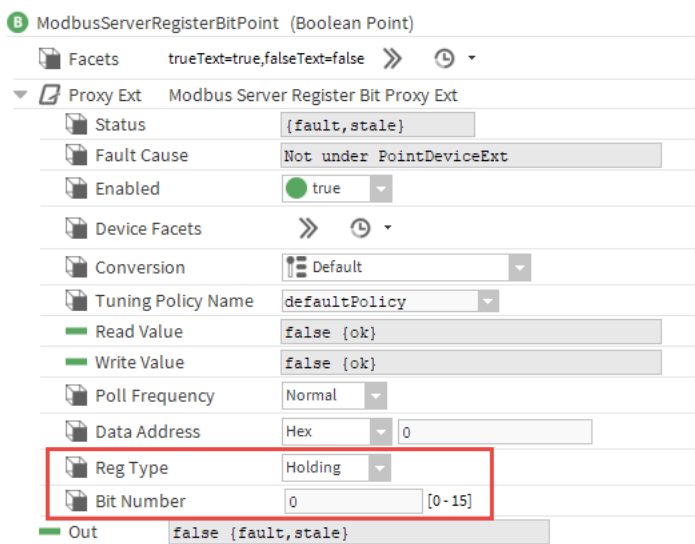 B ModbusServerRegisterBitPoint (Boolean Point)
Facets trueText=true,falseText=false
Proxy Ext Modbus Server Register Bit Proxy Ext
Status {fault,stale}
Fault Cause Not under PointDeviceExt
Enabled true
Device Facets
Conversion Default
Tuning Policy Name defaultPolicy
Read Value false {ok}
Write Value false {ok}
Poll Frequency Normal
Data Address Hex 0
Reg Type Holding
Bit Number 0 [0-15]
Out false {fault,stale}